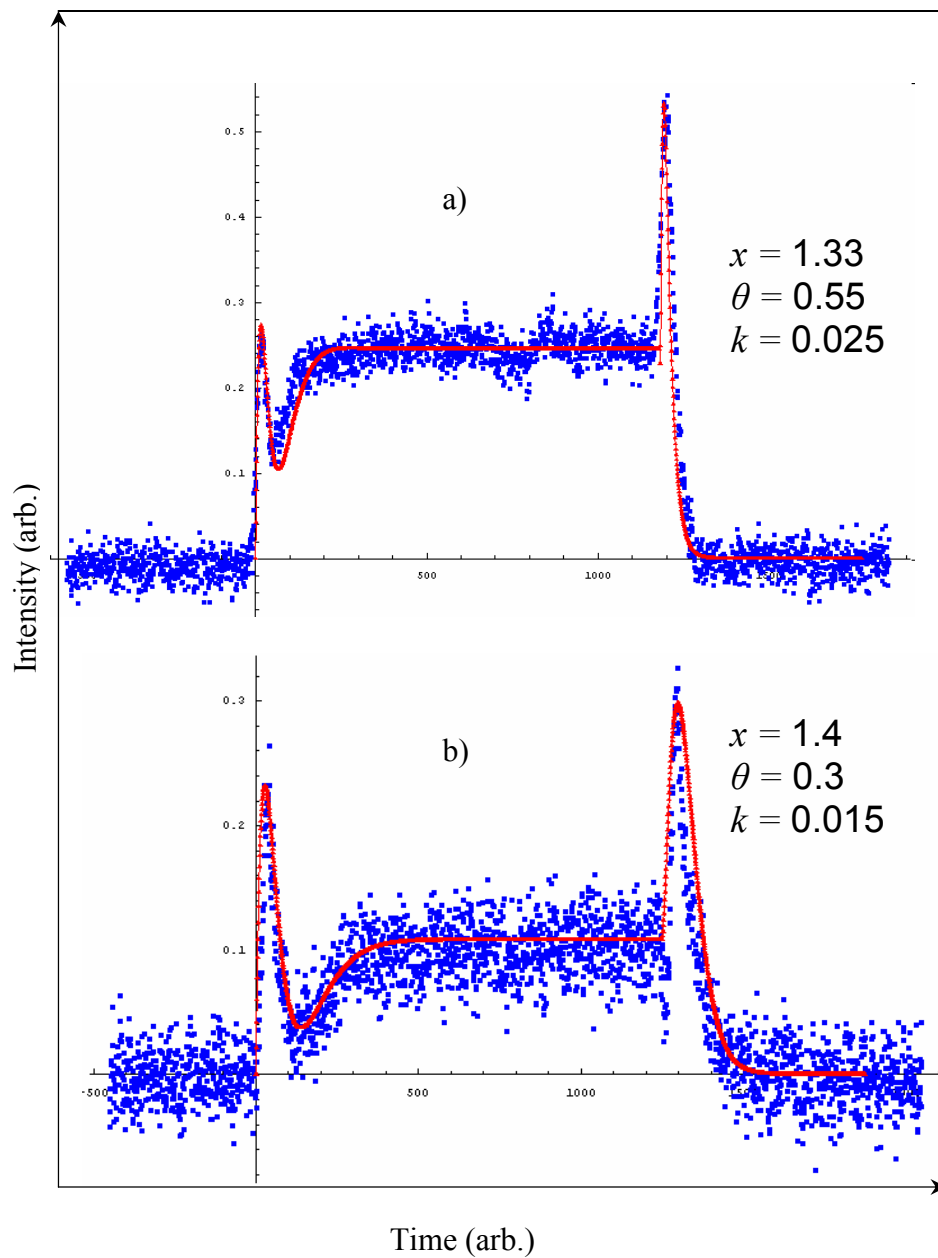 0.5
0.4
a)
0.3
x = 1.33
θ = 0.55
k = 0.025
0.2
0.1
500
1000
Intensity (arb.)
0.3
b)
x = 1.4
θ = 0.3
k = 0.015
0.2
0.1
-500
500
1000
Time (arb.)